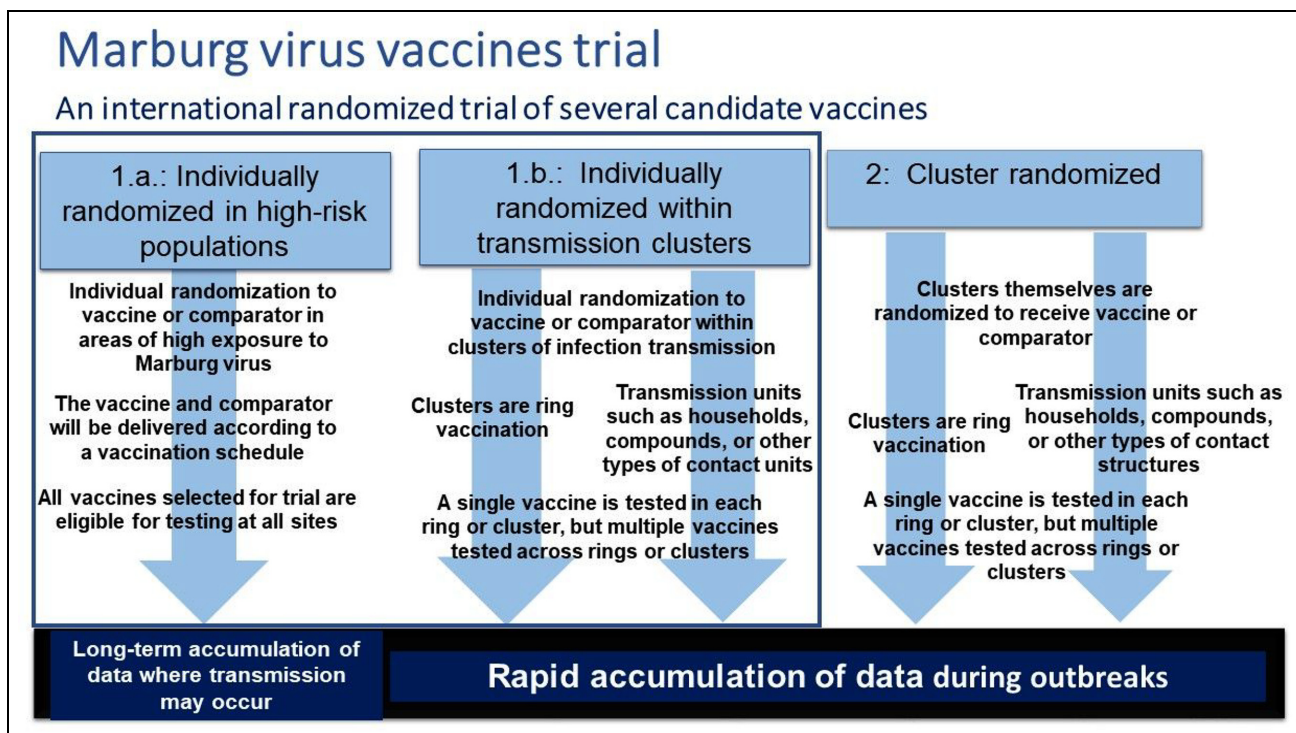 Marburg virus vaccines trial
An international randomized trial of several candidate vaccines
1.a.: Individually
randomized in high-risk
populations
Individual randomization to
vaccine or comparator in
areas of high exposure to
Marburg virus
The vaccine and comparator
will be delivered according to
a vaccination schedule
All vaccines selected for trial are
eligible for testing at all sites
1.b.: Individually
randomized within
transmission clusters
Individual randomization to
vaccine or comparator within
clusters of infection transmission
Clusters are ring
vaccination
Transmission units
such as households,
compounds, or other
types of contact units
A single vaccine is tested in each
ring or cluster, but multiple vaccines
tested across rings or clusters
2: Cluster randomized
Clusters themselves are
randomized to receive vaccine or
comparator
Clusters are ring
vaccination
Transmission units such as
households, compounds,
or other types of contact
structures
A single vaccine is tested in each
ring or cluster, but multiple
vaccines tested across rings or
clusters
Long-term accumulation of
data where transmission
may occur
Rapid accumulation of data during outbreaks